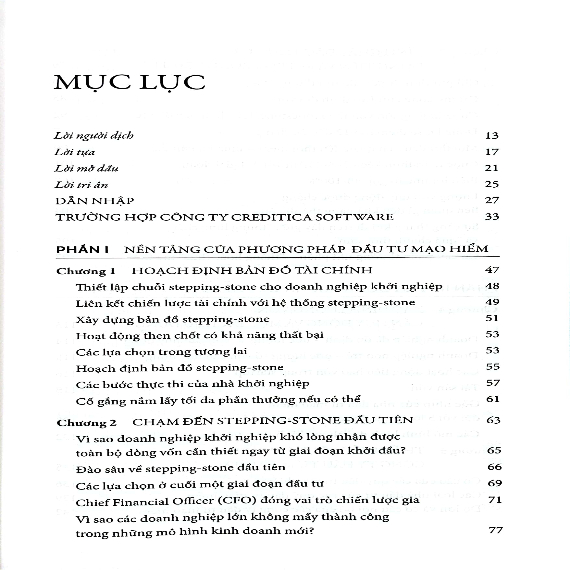 MỤC LỤC
Lời người dịch 13
Lời tựa 17
Lời mở đầu 21
Lời tri ân 25
DẪN NHẬP 27
TRƯỜNG HỢP CÔNG TY CREDITICA SOFTWARE 33
PHẦN I NỀN TẢNG CỦA PHƯƠNG PHÁP ĐẦU TƯ MẠO HIỂM
Chương 1 HOẠCH ĐỊNH BẢN ĐỒ TÀI CHÍNH 47
Thiết lập chuỗi stepping-stone cho doanh nghiệp khởi nghiệp 48
Liên kết chiến lược tài chính với hệ thống stepping-stone 49
Xây dựng bản đồ stepping-stone 51
Hoạt động then chốt có khả năng thất bại 53
Các lựa chọn trong tương lai 53
Hoạch định bản đồ stepping-stone 55
Các bước thực thi của nhà khởi nghiệp 57
Cố gắng nắm lấy tối đa phần thưởng nếu có thể 61
Chương 2 CHẠM ĐẾN STEPPING-STONE ĐẦU TIÊN 63
Vì sao doanh nghiệp khởi nghiệp khó lòng nhận được
toàn bộ dòng vốn cần thiết ngay từ giai đoạn khởi đầu? 65
Đào sâu về stepping-stone đầu tiên 66
Các lựa chọn ở cuối một giai đoạn đầu tư 69
Chief Financial Officer (CFO) đóng vai trò chiến lược gia 71
Vì sao các doanh nghiệp lớn không mấy thành công
trong những mô hình kinh doanh mới? 77